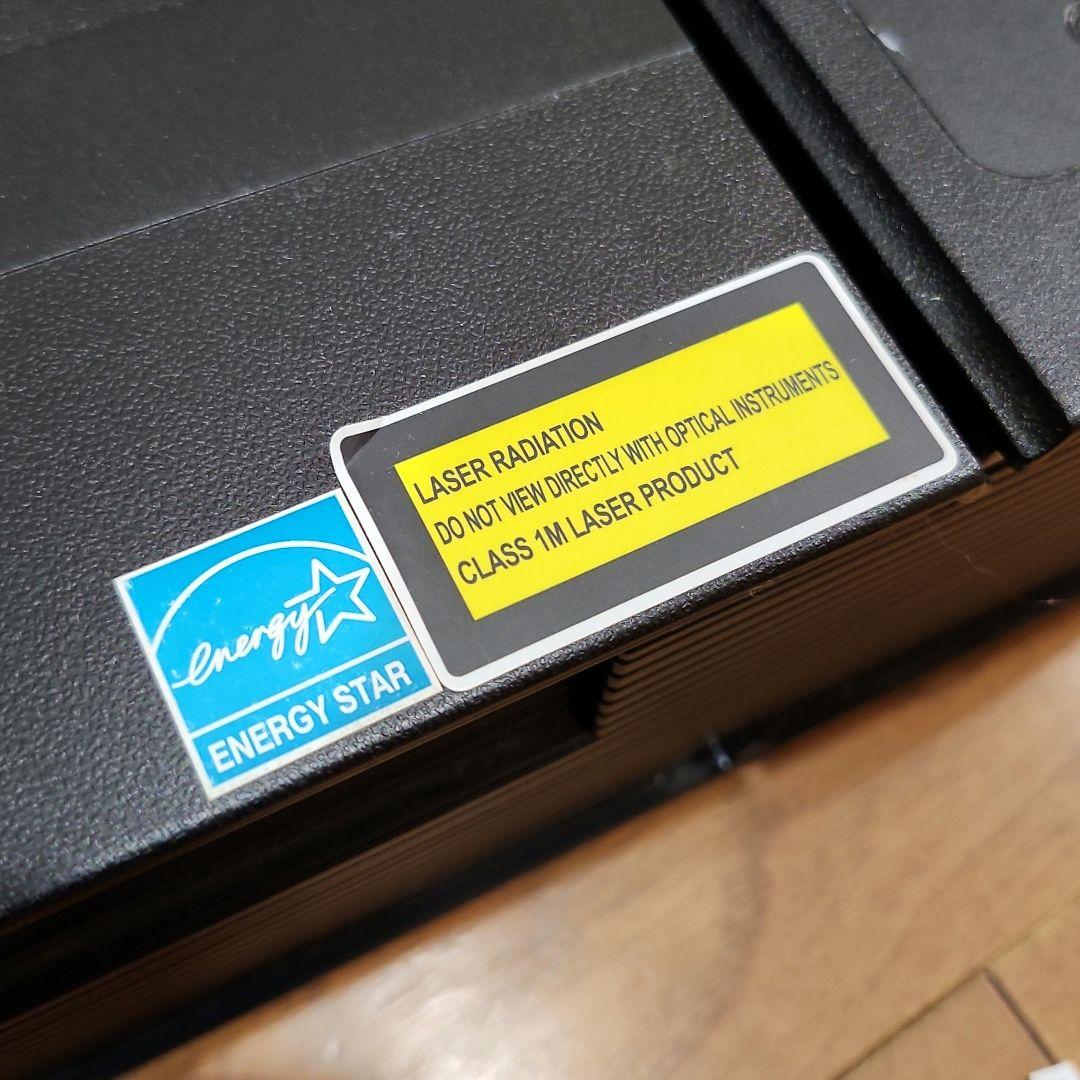 LASER RADIATION
DO NOT VIEW DIRECTLY WITH OPTICAL INSTRUMENTS
CLASS 1M LASER PRODUCT
energy
ENERGY STAR